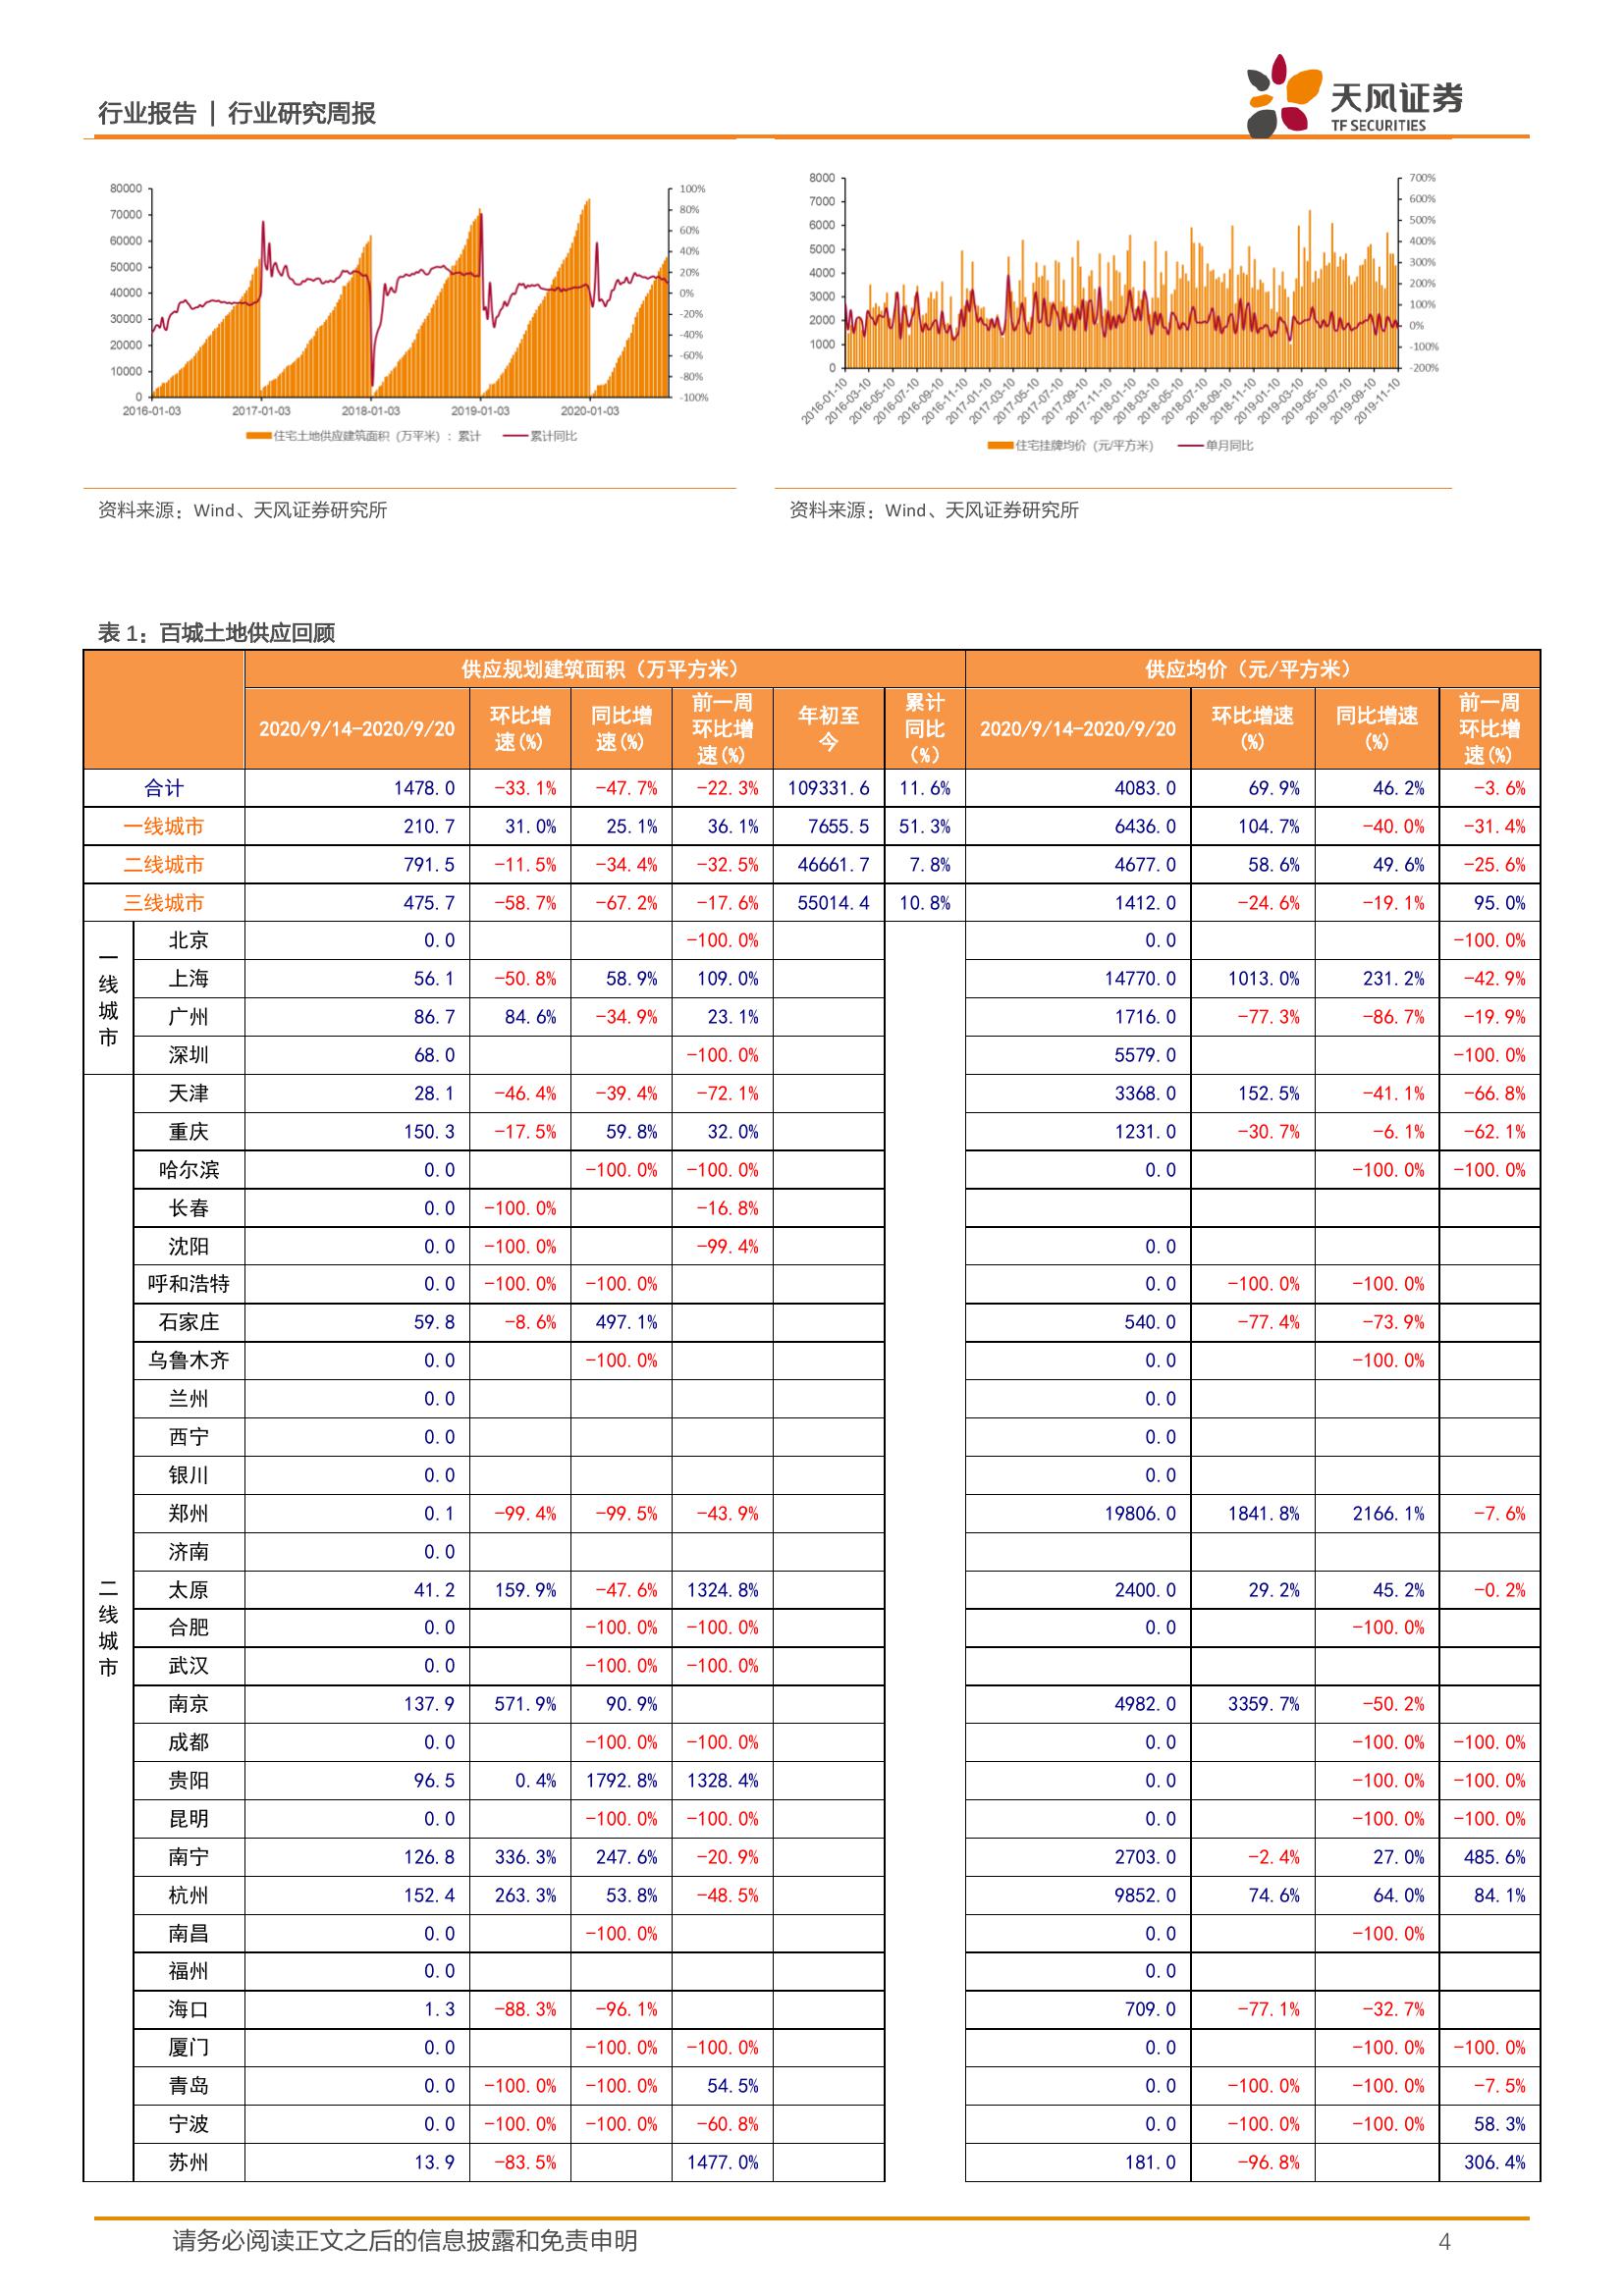 行业报告 | 行业研究周报
天风证券
TF SECURITIES
80000
70000
60000
50000
40000
30000
20000
10000
0
100%
80%
60%
40%
20%
0%
-20%
-40%
-60%
-80%
-100%
2016-01-03 2017-01-03 2018-01-03 2019-01-03 2020-01-03
住宅土地供应建筑面积（万平米）：累计 累计同比
8000
7000
6000
5000
4000
3000
2000
1000
0
700%
600%
500%
400%
300%
200%
100%
0%
-100%
-200%
2016-01-10 2016-03-10 2016-05-10 2016-07-10 2016-09-10 2016-11-10 2017-01-10 2017-03-10 2017-05-10 2017-07-10 2017-09-10 2017-11-10 2018-01-10 2018-03-10 2018-05-10 2018-07-10 2018-09-10 2018-11-10 2019-01-10 2019-03-10 2019-05-10 2019-07-10 2019-09-10 2019-11-10
住宅挂牌均价（元/平方米） 单月同比
资料来源：Wind、天风证券研究所 资料来源：Wind、天风证券研究所
表 1：百城土地供应回顾
供应规划建筑面积（万平方米） 供应均价（元/平方米）
2020/9/14-2020/9/20 环比增速(%) 同比增速(%) 前一周环比增速(%) 年初至今 累计同比（%） 2020/9/14-2020/9/20 环比增速(%) 同比增速(%) 前一周环比增速(%)
合计 1478.0 -33.1% -47.7% -22.3% 109331.6 11.6% 4083.0 69.9% 46.2% -3.6%
一线城市 210.7 31.0% 25.1% 36.1% 7655.5 51.3% 6436.0 104.7% -40.0% -31.4%
二线城市 791.5 -11.5% -34.4% -32.5% 46661.7 7.8% 4677.0 58.6% 49.6% -25.6%
三线城市 475.7 -58.7% -67.2% -17.6% 55014.4 10.8% 1412.0 -24.6% -19.1% 95.0%
一线城市
北京 0.0 -100.0% 0.0 -100.0%
上海 56.1 -50.8% 58.9% 109.0% 14770.0 1013.0% 231.2% -42.9%
广州 86.7 84.6% -34.9% 23.1% 1716.0 -77.3% -86.7% -19.9%
深圳 68.0 -100.0% 5579.0 -100.0%
二线城市
天津 28.1 -46.4% -39.4% -72.1% 3368.0 152.5% -41.1% -66.8%
重庆 150.3 -17.5% 59.8% 32.0% 1231.0 -30.7% -6.1% -62.1%
哈尔滨 0.0 -100.0% -100.0% 0.0 -100.0% -100.0%
长春 0.0 -100.0% -16.8%
沈阳 0.0 -100.0% -99.4% 0.0
呼和浩特 0.0 -100.0% -100.0% 0.0 -100.0% -100.0%
石家庄 59.8 -8.6% 497.1% 540.0 -77.4% -73.9%
乌鲁木齐 0.0 -100.0% 0.0 -100.0%
兰州 0.0 0.0
西宁 0.0 0.0
银川 0.0 0.0
郑州 0.1 -99.4% -99.5% -43.9% 19806.0 1841.8% 2166.1% -7.6%
济南 0.0
太原 41.2 159.9% -47.6% 1324.8% 2400.0 29.2% 45.2% -0.2%
合肥 0.0 -100.0% -100.0% 0.0 -100.0%
武汉 0.0 -100.0% -100.0%
南京 137.9 571.9% 90.9% 4982.0 3359.7% -50.2%
成都 0.0 -100.0% -100.0% 0.0 -100.0% -100.0%
贵阳 96.5 0.4% 1792.8% 1328.4% 0.0 -100.0% -100.0%
昆明 0.0 -100.0% -100.0% 0.0 -100.0% -100.0%
南宁 126.8 336.3% 247.6% -20.9% 2703.0 -2.4% 27.0% 485.6%
杭州 152.4 263.3% 53.8% -48.5% 9852.0 74.6% 64.0% 84.1%
南昌 0.0 -100.0% 0.0 -100.0%
福州 0.0 0.0
海口 1.3 -88.3% -96.1% 709.0 -77.1% -32.7%
厦门 0.0 -100.0% -100.0% 0.0 -100.0% -100.0%
青岛 0.0 -100.0% -100.0% 54.5% 0.0 -100.0% -100.0% -7.5%
宁波 0.0 -100.0% -100.0% -60.8% 0.0 -100.0% -100.0% 58.3%
苏州 13.9 -83.5% 1477.0% 181.0 -96.8% 306.4%
请务必阅读正文之后的信息披露和免责申明 4